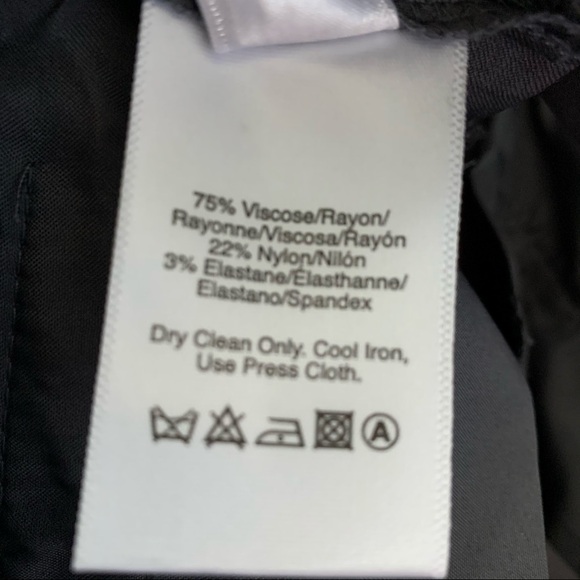 75% Viscose/Rayon/
Rayonne/Viscosa/Rayón
22% Nylon/Nilón
3% Elastane/Élasthanne/
Elastano/Spandex
Dry Clean Only. Cool Iron,
Use Press Cloth.
A